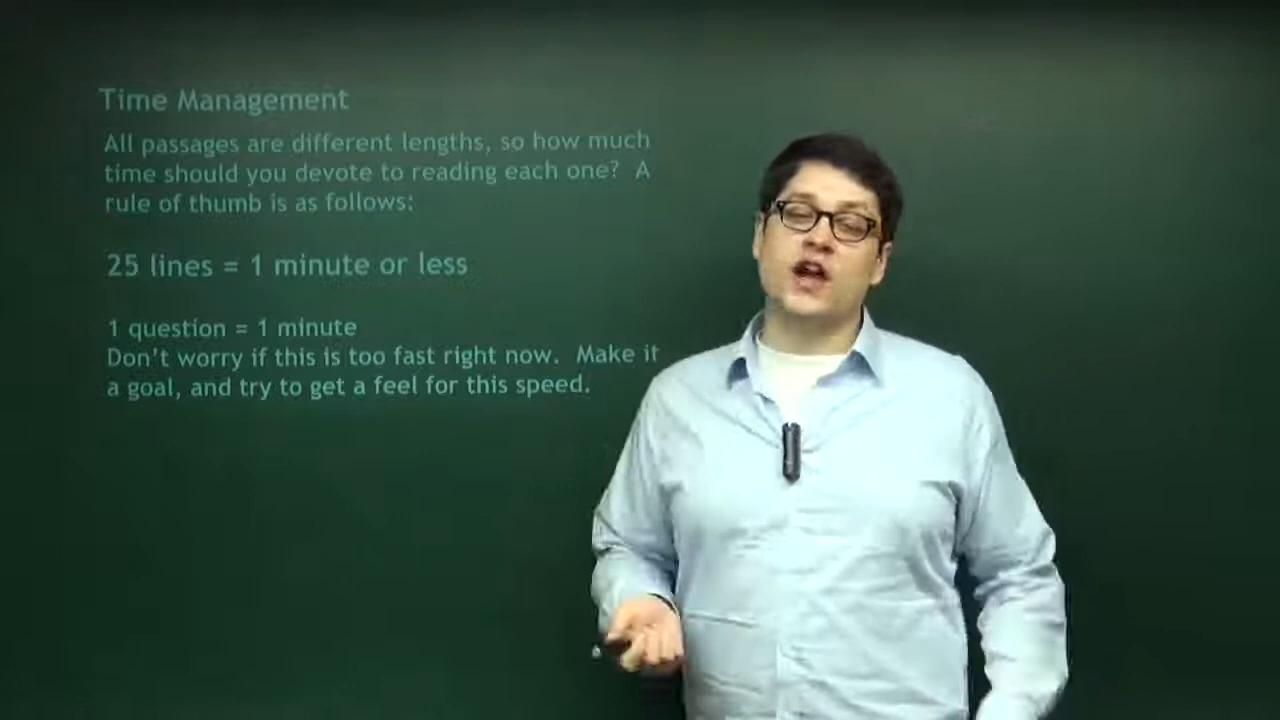 Time Management
All passages are different lengths, so how much
time should you devote to reading each one? A
rule of thumb is as follows:
25 lines = 1 minute or less
1 question = 1 minute
Don't worry if this is too fast right now. Make it
a goal, and try to get a feel for this speed.